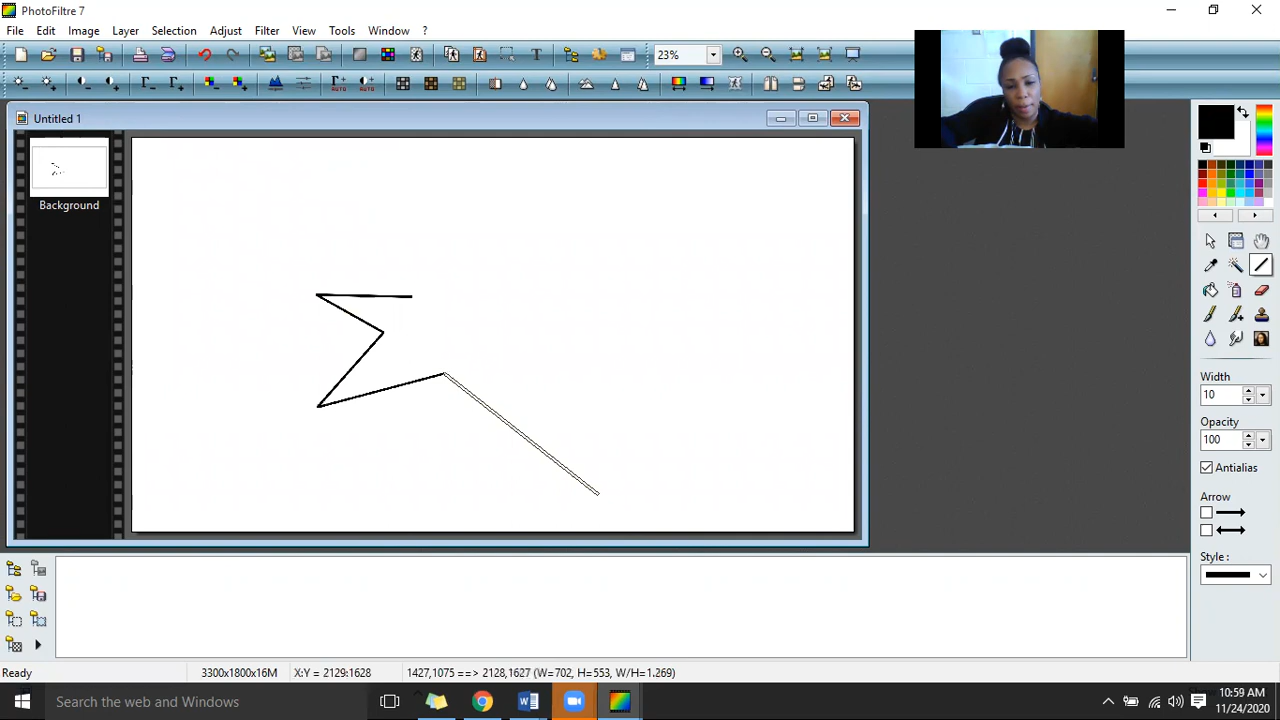 PhotoFiltre 7
File Edit Image Layer Selection Adjust Filter View Tools Window ?
T 23%
AUTO AUTO
Untitled 1
Background
Width
10
Opacity
100
Antialias
Arrow
Style :
Ready 3300x1800x16M X:Y = 2129:1628 1427,1075 ==> 2128,1627 (W=702, H=553, W/H=1.269)
Search the web and Windows
10:59 AM
11/24/2020